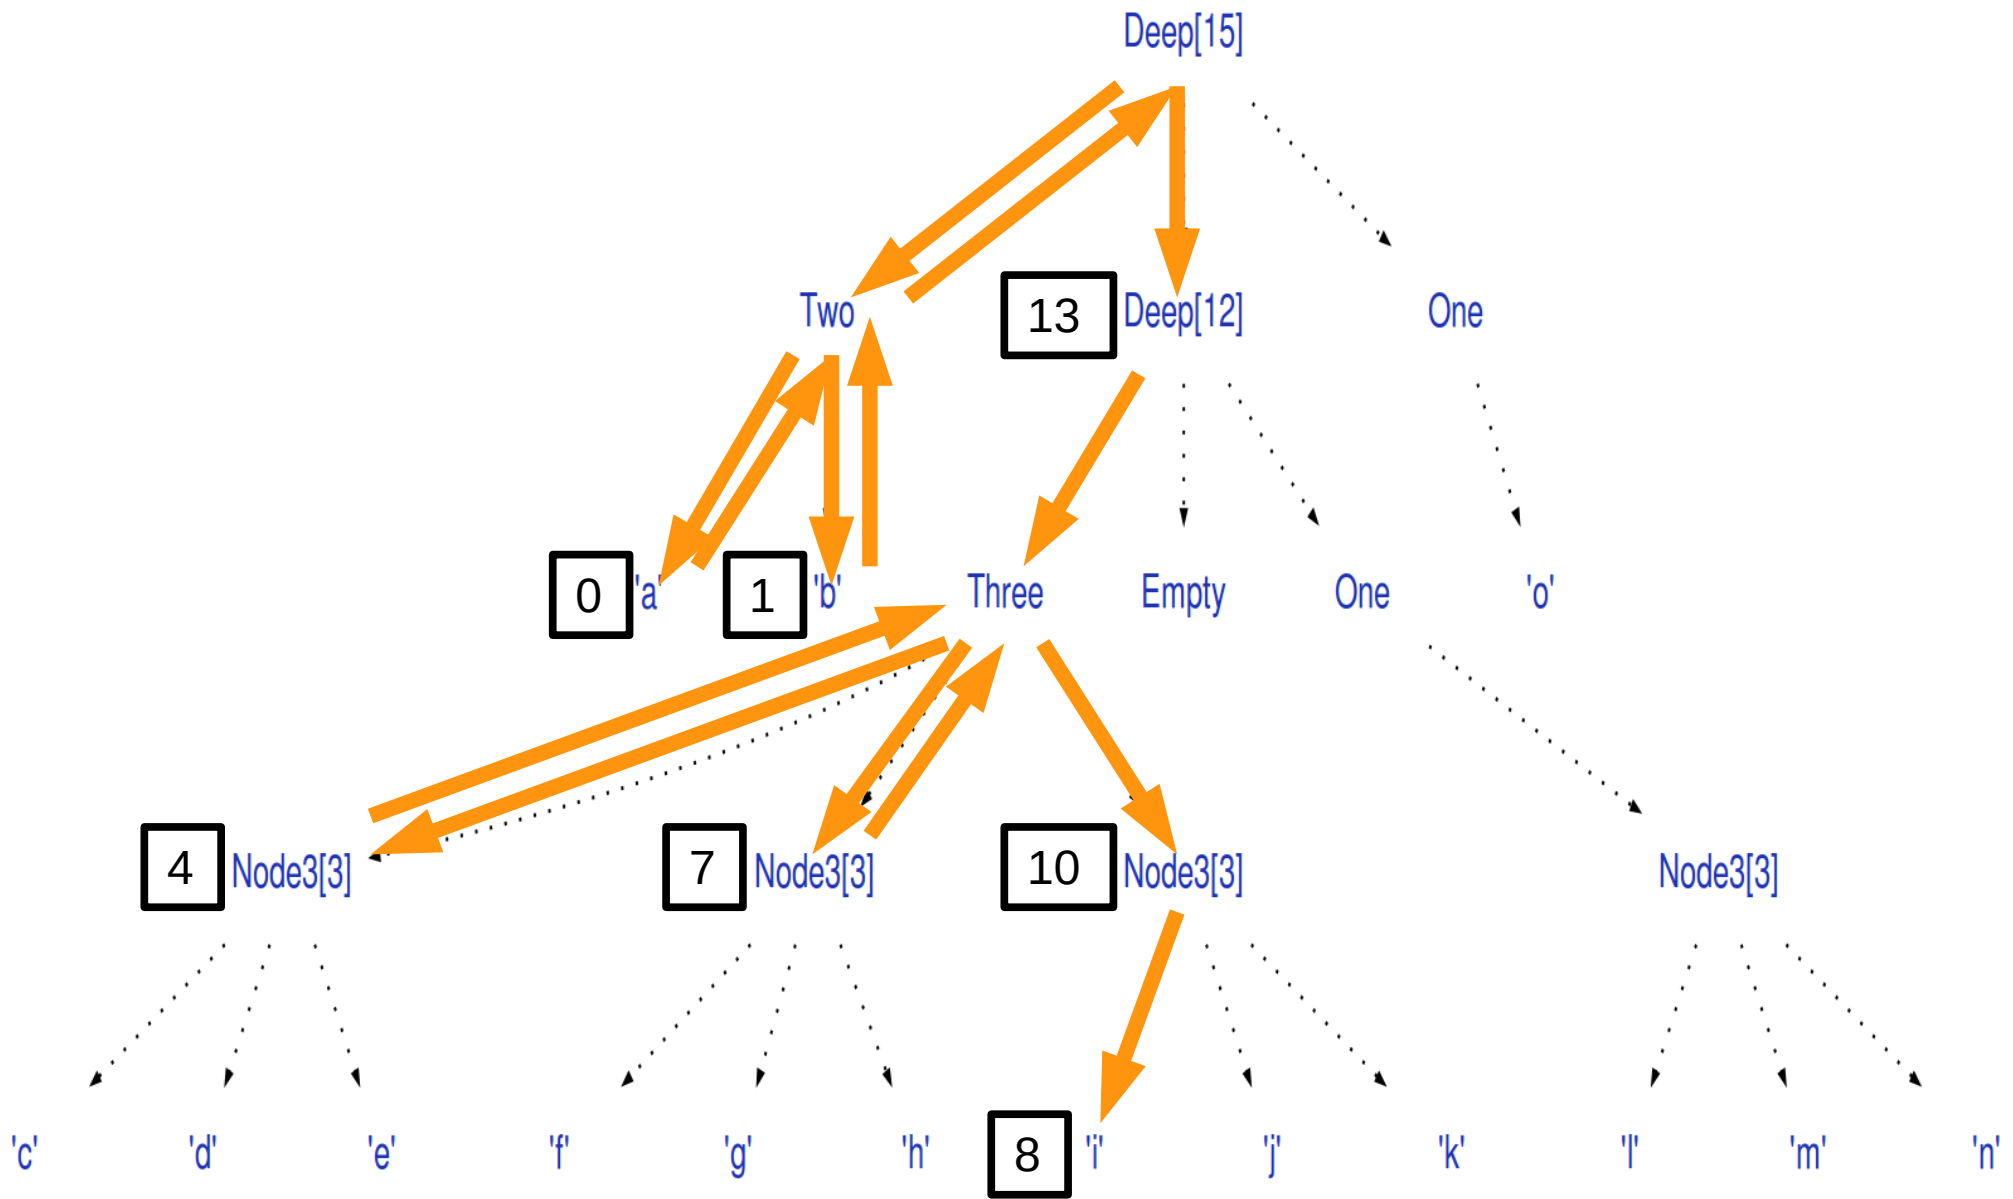 Deep[15]
Two 13 Deep[12] One
0 'a' 1 'b' Three Empty One 'o'
4 Node3[3] 7 Node3[3] 10 Node3[3] Node3[3]
'c' 'd' 'e' 'f' 'g' 'h' 8 'i' 'j' 'k' 'l' 'm' 'n'